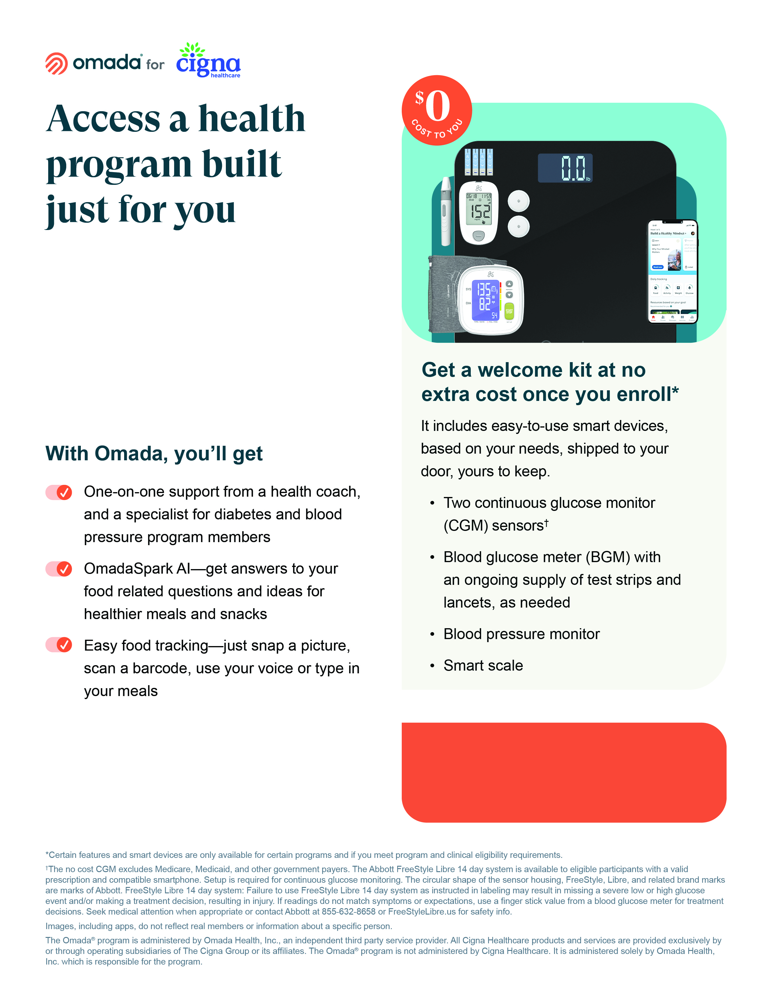 omada® for cigna
healthcare
Access a health
program built
just for you
$0
COST TO YOU
0.0 lb
06/18 11:59
152
mg/dL
SYS 135
DIA 82
54
START
STOP
Build a Healthy Mindset
Learn
Lesson 1
Why Your Mindset
Matters
Read now
Locked
Daily tracking
Food Activity Weight Glucose
Resources based on your goal
Recommended for you
Get a welcome kit at no
extra cost once you enroll*
It includes easy-to-use smart devices,
based on your needs, shipped to your
door, yours to keep.
• Two continuous glucose monitor
(CGM) sensors†
• Blood glucose meter (BGM) with
an ongoing supply of test strips and
lancets, as needed
• Blood pressure monitor
• Smart scale
With Omada, you’ll get
One-on-one support from a health coach,
and a specialist for diabetes and blood
pressure program members
OmadaSpark AI—get answers to your
food related questions and ideas for
healthier meals and snacks
Easy food tracking—just snap a picture,
scan a barcode, use your voice or type in
your meals
*Certain features and smart devices are only available for certain programs and if you meet program and clinical eligibility requirements.
†The no cost CGM excludes Medicare, Medicaid, and other government payers. The Abbott FreeStyle Libre 14 day system is available to eligible participants with a valid
prescription and compatible smartphone. Setup is required for continuous glucose monitoring. The circular shape of the sensor housing, FreeStyle, Libre, and related brand marks
are marks of Abbott. FreeStyle Libre 14 day system: Failure to use FreeStyle Libre 14 day system as instructed in labeling may result in missing a severe low or high glucose
event and/or making a treatment decision, resulting in injury. If readings do not match symptoms or expectations, use a finger stick value from a blood glucose meter for treatment
decisions. Seek medical attention when appropriate or contact Abbott at 855-632-8658 or FreeStyleLibre.us for safety info.
Images, including apps, do not reflect real members or information about a specific person.
The Omada® program is administered by Omada Health, Inc., an independent third party service provider. All Cigna Healthcare products and services are provided exclusively by
or through operating subsidiaries of The Cigna Group or its affiliates. The Omada® program is not administered by Cigna Healthcare. It is administered solely by Omada Health,
Inc. which is responsible for the program.